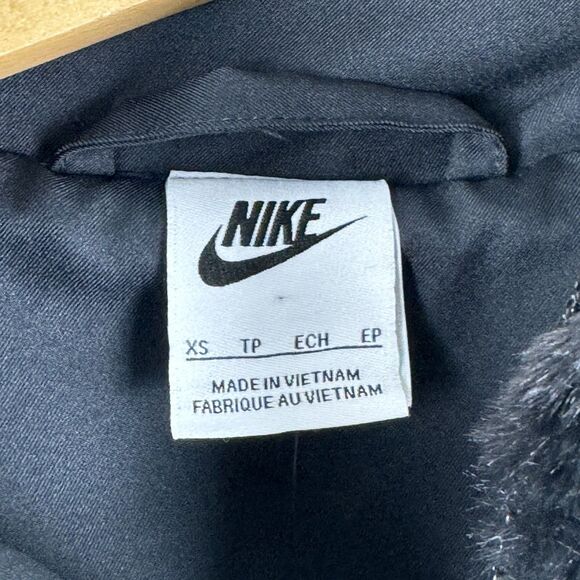 NIKE
XS TP ECH EP
MADE IN VIETNAM
FABRIQUE AU VIETNAM